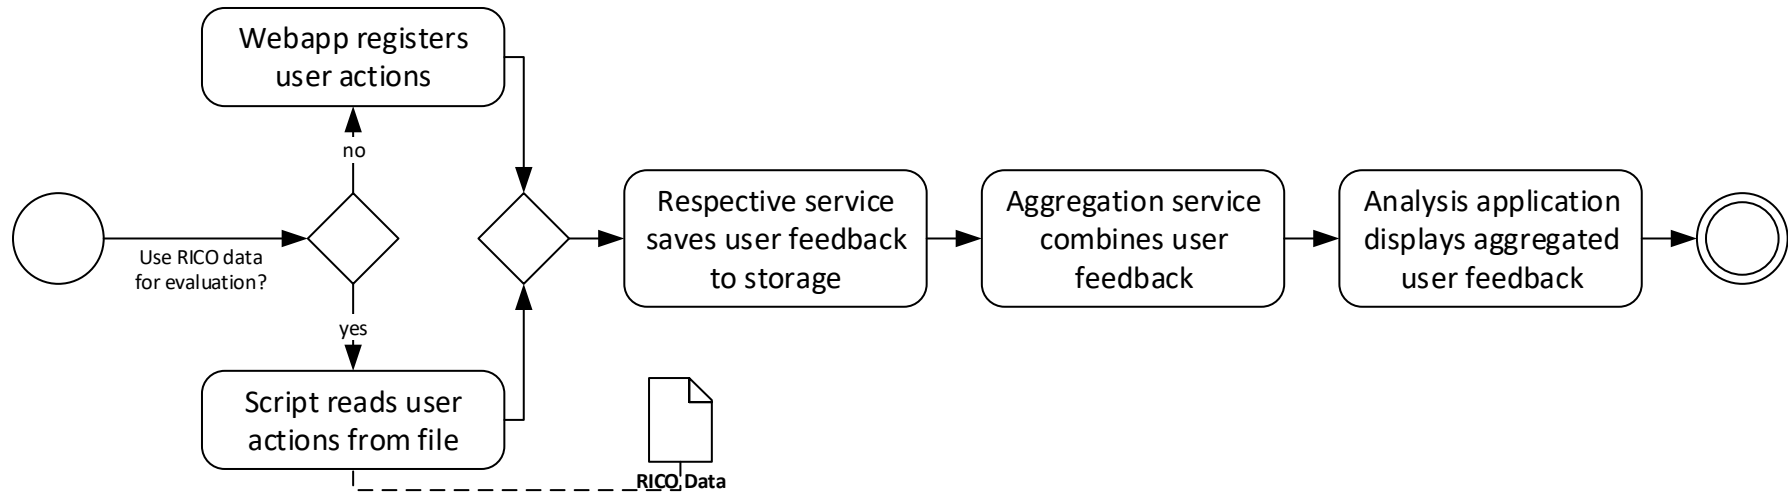 Webapp registers
user actions
no
Use RICO data
for evaluation?
yes
Script reads user
actions from file
RICO Data
Respective service
saves user feedback
to storage
Aggregation service
combines user
feedback
Analysis application
displays aggregated
user feedback